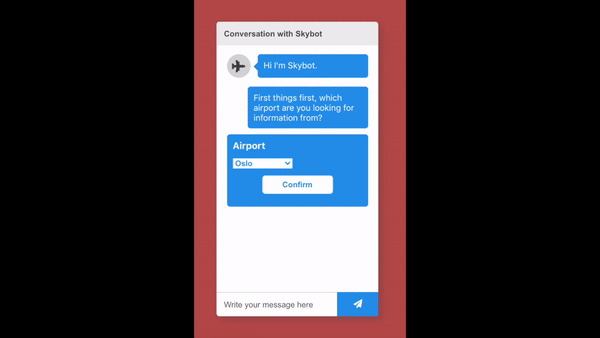 Conversation with Skybot
Hi I'm Skybot.
First things first, which
airport are you looking for
information from?
Airport
Oslo
Confirm
Write your message here